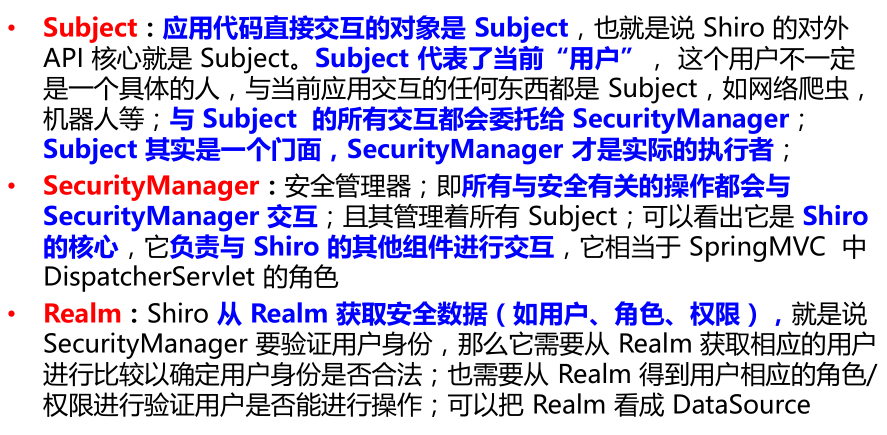 • Subject：应用代码直接交互的对象是 Subject，也就是说 Shiro 的对外
API 核心就是 Subject。Subject 代表了当前“用户”， 这个用户不一定
是一个具体的人，与当前应用交互的任何东西都是 Subject，如网络爬虫，
机器人等；与 Subject 的所有交互都会委托给 SecurityManager；
Subject 其实是一个门面，SecurityManager 才是实际的执行者；
• SecurityManager：安全管理器；即所有与安全有关的操作都会与
SecurityManager 交互；且其管理着所有 Subject；可以看出它是 Shiro
的核心，它负责与 Shiro 的其他组件进行交互，它相当于 SpringMVC 中
DispatcherServlet 的角色
• Realm：Shiro 从 Realm 获取安全数据（如用户、角色、权限），就是说
SecurityManager 要验证用户身份，那么它需要从 Realm 获取相应的用户
进行比较以确定用户身份是否合法；也需要从 Realm 得到用户相应的角色/
权限进行验证用户是否能进行操作；可以把 Realm 看成 DataSource